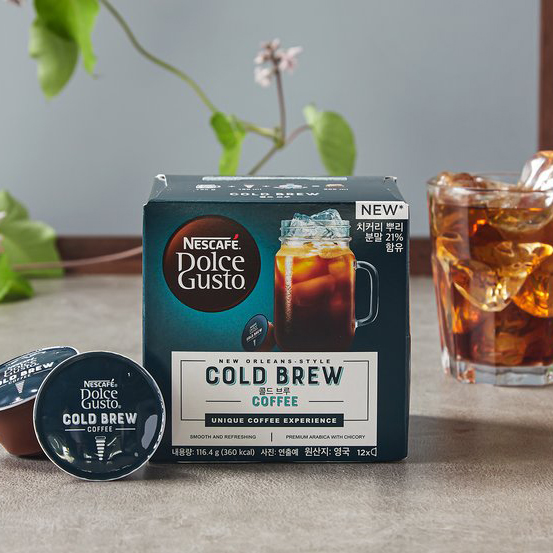 COLD BREW
NEW*
치커리 뿌리
분말 21%
함유
NESCAFÉ
Dolce
Gusto
NEW ORLEANS-STYLE
COLD BREW
콜드 브루
COFFEE
UNIQUE COFFEE EXPERIENCE
SMOOTH AND REFRESHING
PREMIUM ARABICA WITH CHICORY
내용량: 116.4 g (360 kcal) 사진: 연출예 원산지: 영국 12x
OLD BREW
NESCAFÉ
Dolce
Gusto
COLD BREW
COFFEE